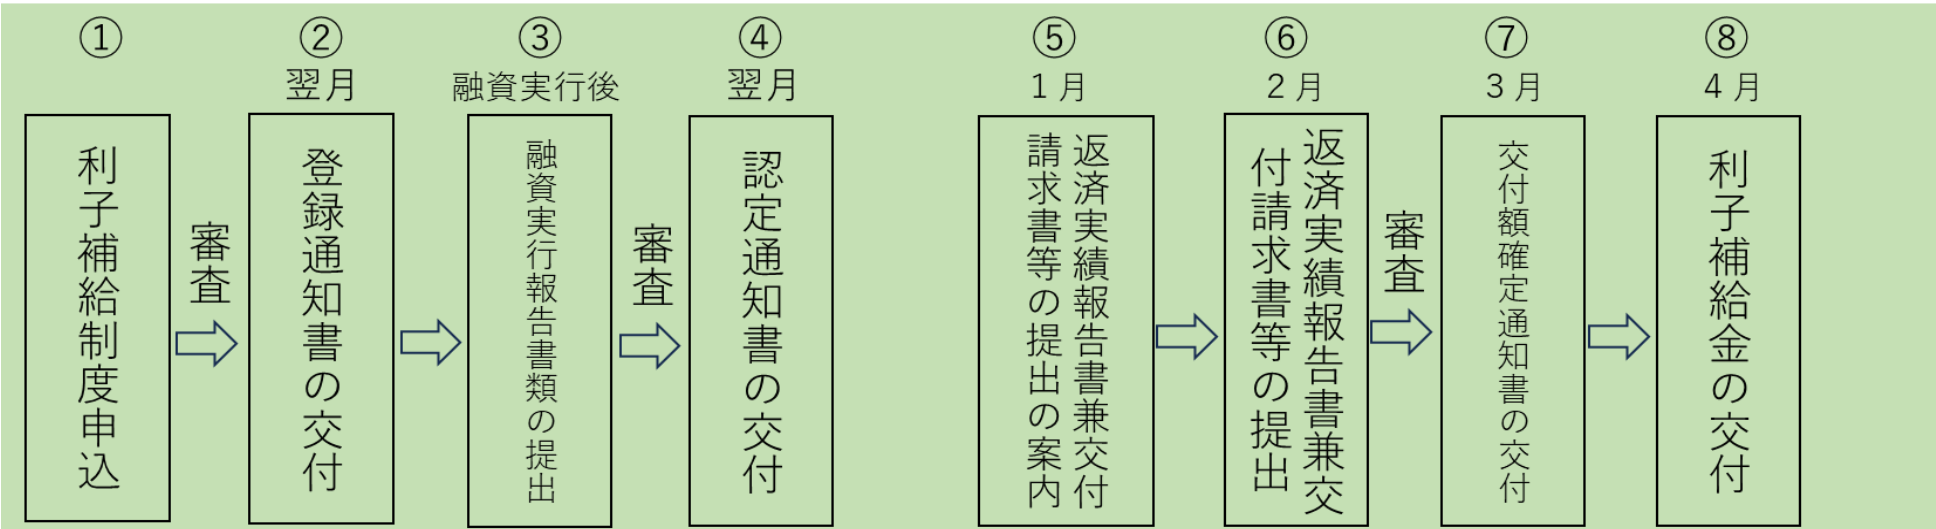 ①
利子補給制度申込
審査
②
翌月
登録通知書の交付
③
融資実行後
融資実行報告書類の提出
審査
④
翌月
認定通知書の交付
⑤
1月
返済実績報告書兼交付
請求書等の提出の案内
⑥
2月
返済実績報告書兼交
付請求書等の提出
審査
⑦
3月
交付額確定通知書の交付
⑧
4月
利子補給金の交付